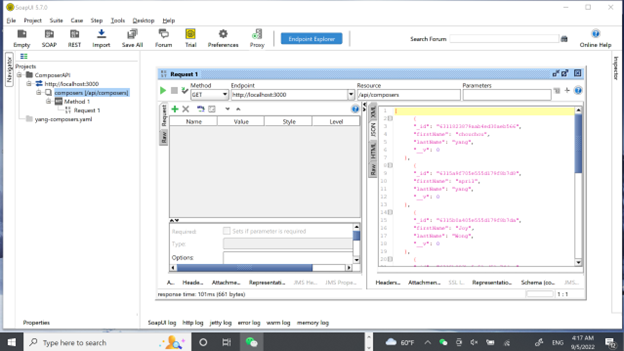 SoapUI 5.7.0
File Project Suite Case Step Tools Desktop Help
Empty SOAP REST Import Save All Forum Trial Preferences Proxy
Endpoint Explorer
Search Forum
Online Help
Navigator
Inspector
Projects
ComposerAPI
http://localhost:3000
composers [/api/composers]
Method 1
Request 1
yang-composers.yaml
Request 1
Method
GET
Endpoint
http://localhost:3000
Resource
/api/composers
Parameters
Request
Raw
Name Value Style Level
Required: Sets if parameter is required
Type:
Options:
A... Heade... Attachme... Representati... JMS He... JMS Prope...
response time: 101ms (661 bytes)
XML
JSON
HTML
Raw
1 [
2 {
3 "_id":
4 "firstName":
5 "lastName": "yang",
6 "__v": 0
7 },
8 {
9 "_id":
10 "firstName": "april",
11 "lastName": "yang",
12 "__v": 0
13 },
14 {
15 "_id":
16 "firstName": "Joy",
17 "lastName": "Wong",
18 "__v": 0
19 },
20 {
Headers... Attachmen... SSL I... Representatio... Schema (co... JMS...
1 : 1
Properties
SoapUI log http log jetty log error log wsrm log memory log
Type here to search
60°F
ENG
4:17 AM
9/5/2022